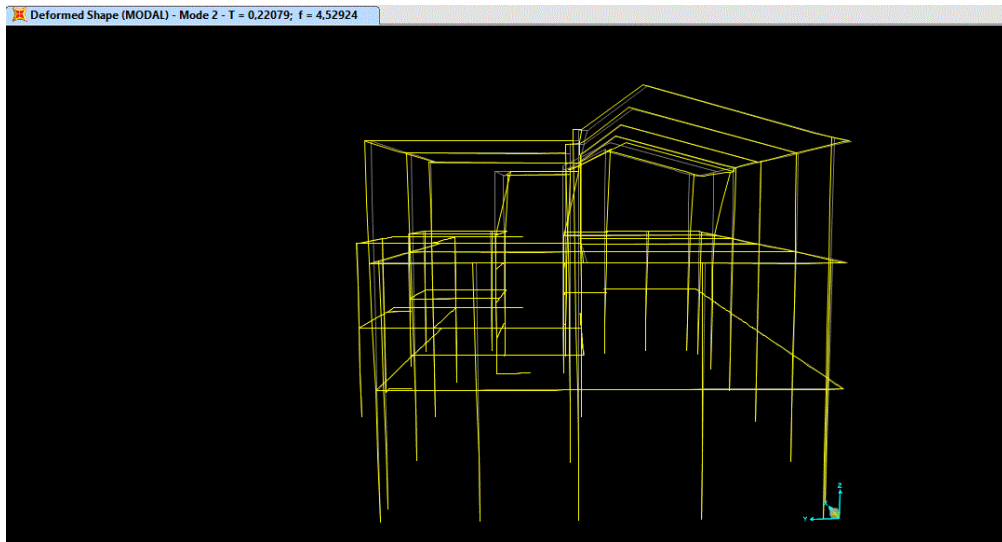 Deformed Shape (MODAL) - Mode 2 - T = 0,22079; f = 4,52924
Z
Y